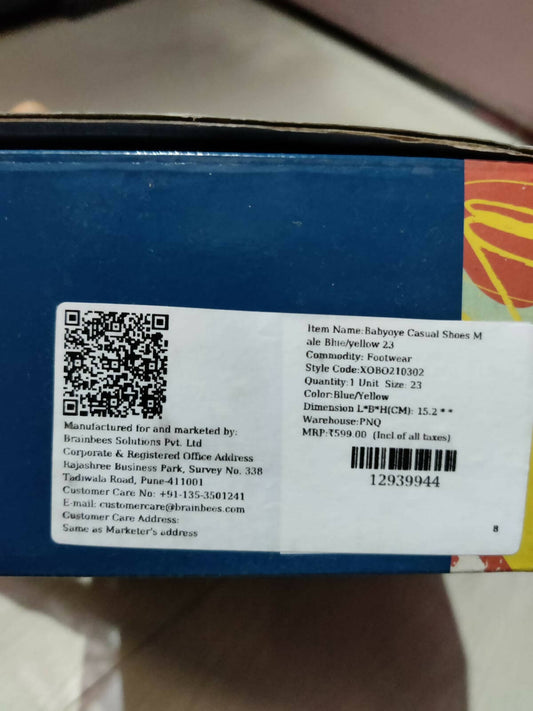 Manufactured for and marketed by:
Brainbees Solutions Pvt. Ltd
Corporate & Registered Office Address
Rajashree Business Park, Survey No. 338
Tadiwala Road, Pune-411001
Customer Care No: +91-135-3501241
E-mail: customercare@brainbees.com
Customer Care Address:
Same as Marketer's address
Item Name:Babyoye Casual Shoes M
ale Blue/yellow 23
Commodity: Footwear
Style Code:XOBO210302
Quantity:1 Unit Size: 23
Color:Blue/Yellow
Dimension L*B*H(CM): 15.2 * *
Warehouse:PNQ
MRP:₹599.00 (Incl of all taxes)
12939944
8